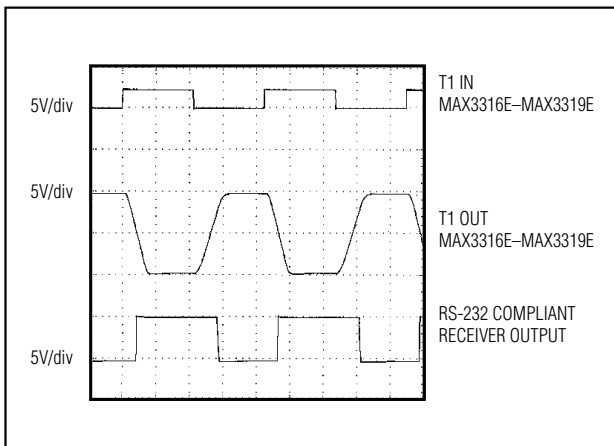 5V/div
T1 IN
MAX3316E–MAX3319E
5V/div
T1 OUT
MAX3316E–MAX3319E
5V/div
RS-232 COMPLIANT
RECEIVER OUTPUT